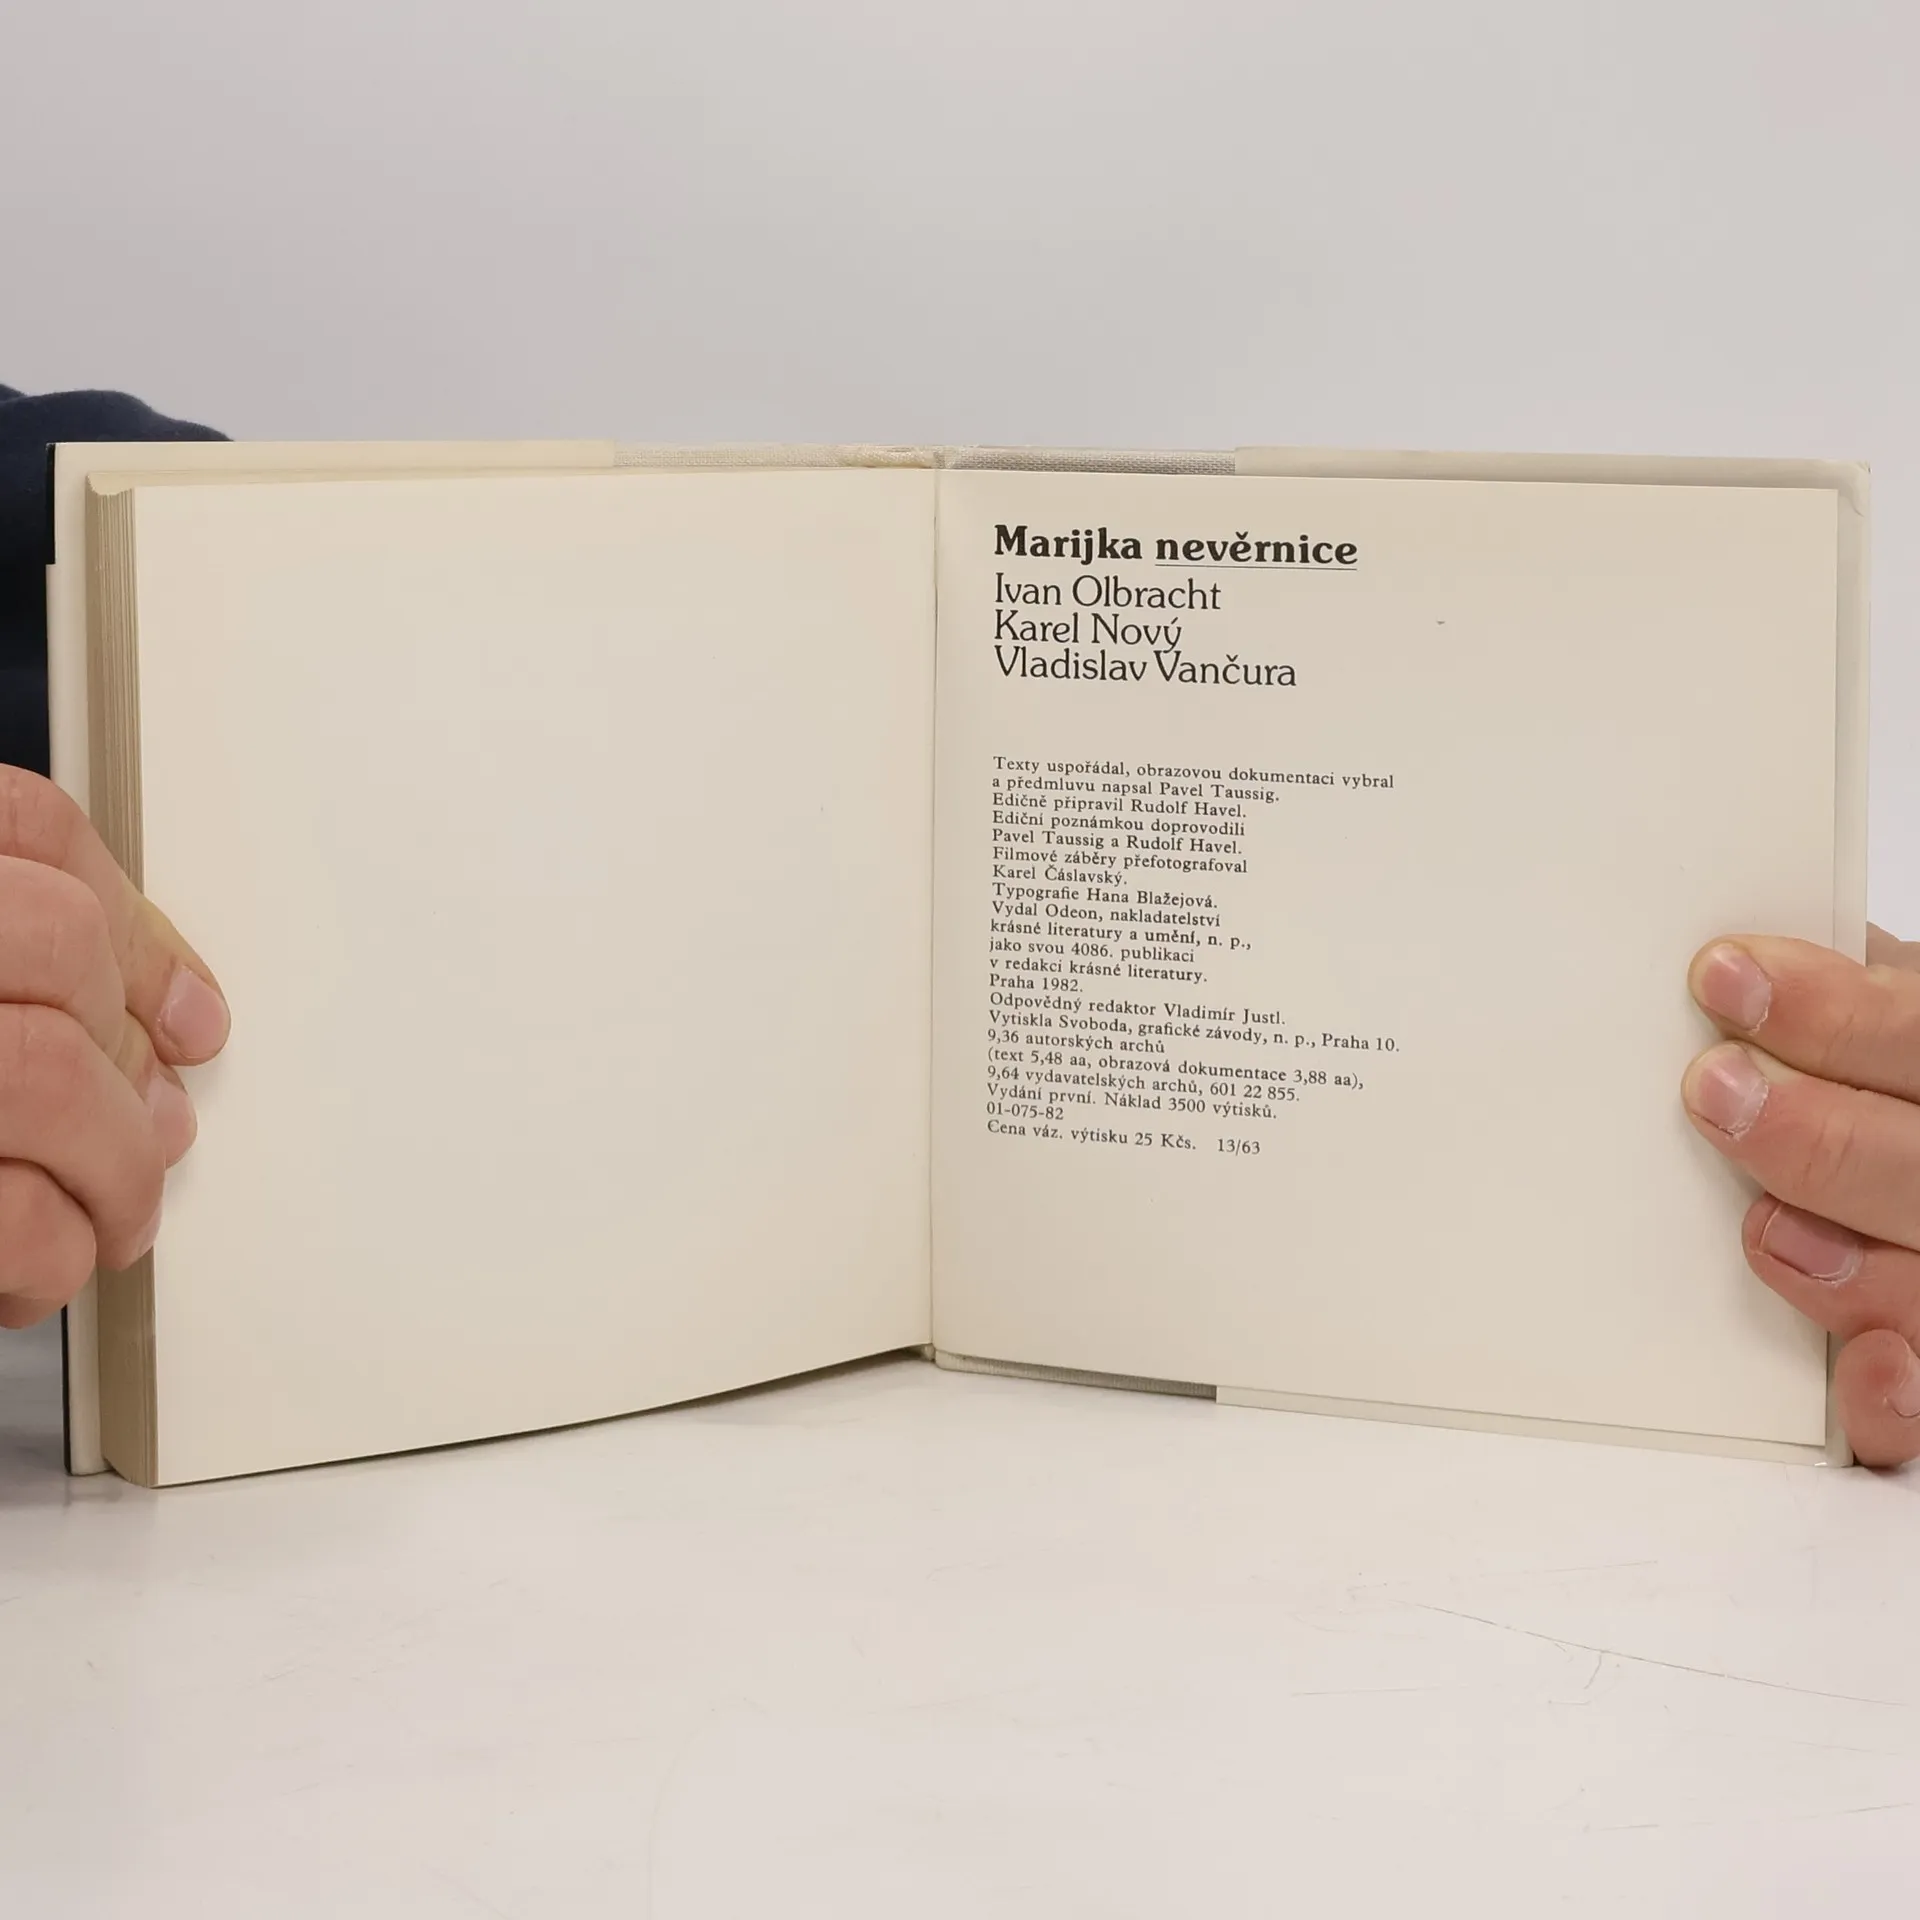 Marijka nevěrnice
Ivan Olbracht
Karel Nový
Vladislav Vančura
Texty uspořádal, obrazovou dokumentaci vybral
a předmluvu napsal Pavel Taussig.
Edičně připravil Rudolf Havel.
Ediční poznámkou doprovodili
Pavel Taussig a Rudolf Havel.
Filmové záběry přefotografoval
Karel Čáslavský.
Typografie Hana Blažejová.
Vydal Odeon, nakladatelství
krásné literatury a umění, n. p.,
jako svou 4086. publikaci
v redakci krásné literatury.
Praha 1982.
Odpovědný redaktor Vladimír Justl.
Vytiskla Svoboda, grafické závody, n. p., Praha 10.
9,36 autorských archů
(text 5,48 aa, obrazová dokumentace 3,88 aa),
9,64 vydavatelských archů, 601 22 855.
Vydání první. Náklad 3500 výtisků.
01-075-82
Cena váz. výtisku 25 Kčs. 13/63